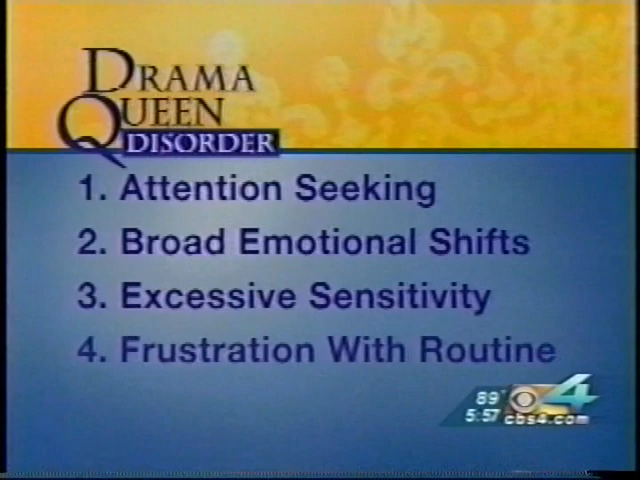 DRAMA
QUEEN
DISORDER
1. Attention Seeking
2. Broad Emotional Shifts
3. Excessive Sensitivity
4. Frustration With Routine
89°
4
5:57
cbs4.com